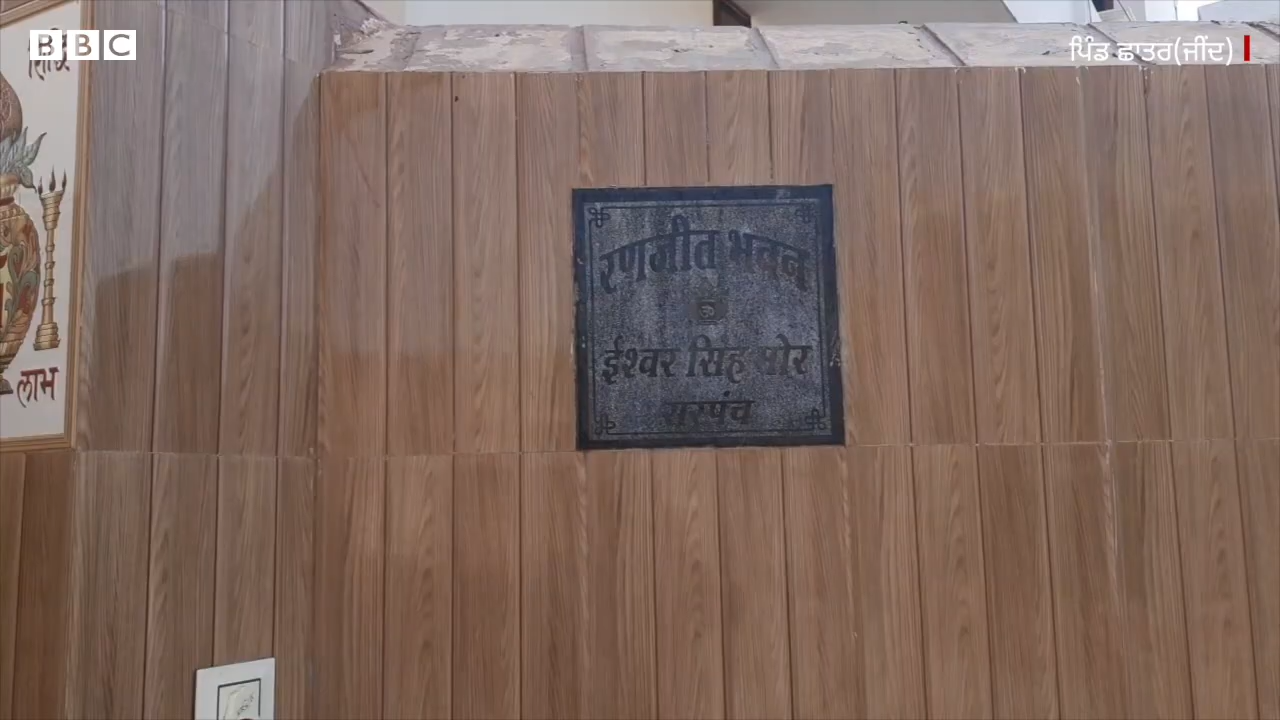 BBC
ਪਿੰਡ ਛਾਤਰ(ਜੀਂਦ)
रणजीत भवन
ईश्वर सिंह मोर
सरपंच
लाभ